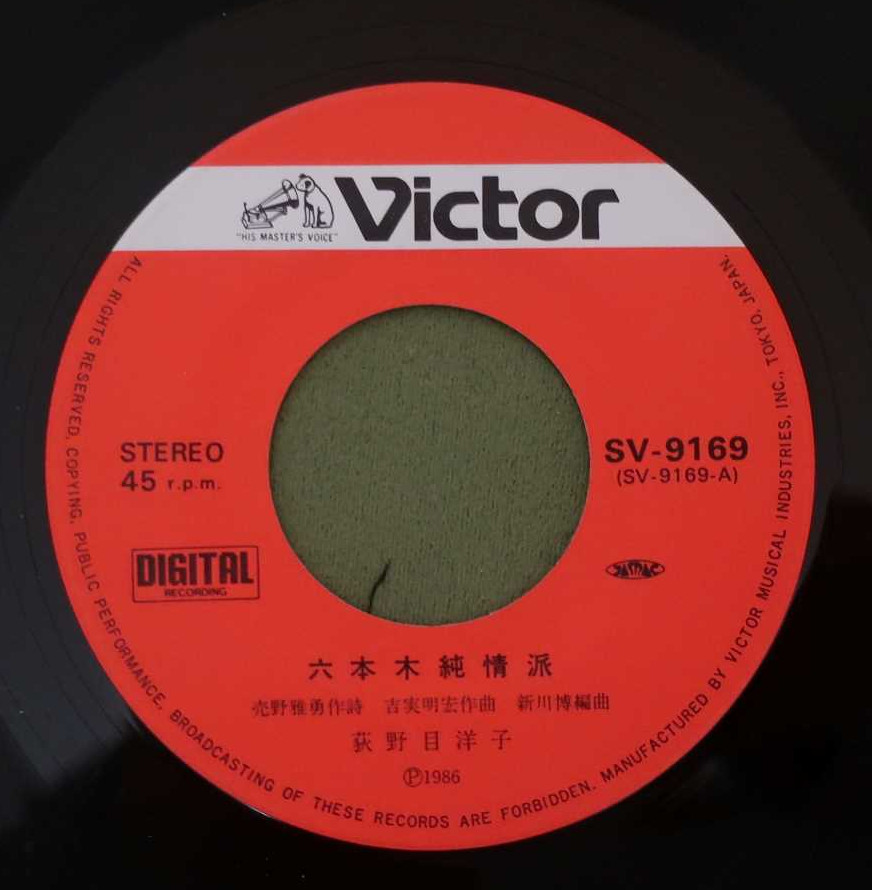 Victor
"HIS MASTER'S VOICE"
STEREO
45 r.p.m.
SV-9169
(SV-9169-A)
DIGITAL
RECORDING
JASRAC
六本木純情派
売野雅勇作詩 吉実明宏作曲 新川博編曲
荻野目洋子
Ⓟ1986
ALL RIGHTS RESERVED. COPYING, PUBLIC PERFORMANCE, BROADCASTING OF THESE RECORDS ARE FORBIDDEN. MANUFACTURED BY VICTOR MUSICAL INDUSTRIES, INC., TOKYO, JAPAN.